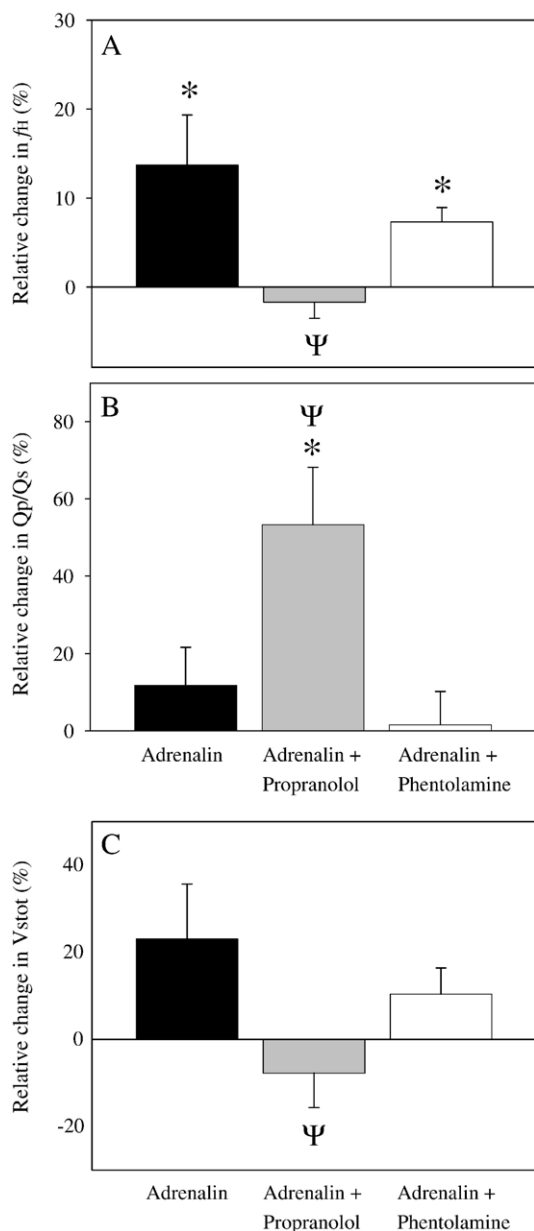 A
Relative change in fH (%)
30
20
10
0
*
*
Ψ
B
Relative change in Qp/Qs (%)
80
60
40
20
0
Ψ
*
Adrenalin
Adrenalin +
Propranolol
Adrenalin +
Phentolamine
C
Relative change in Vstot (%)
40
20
0
-20
Ψ
Adrenalin
Adrenalin +
Propranolol
Adrenalin +
Phentolamine